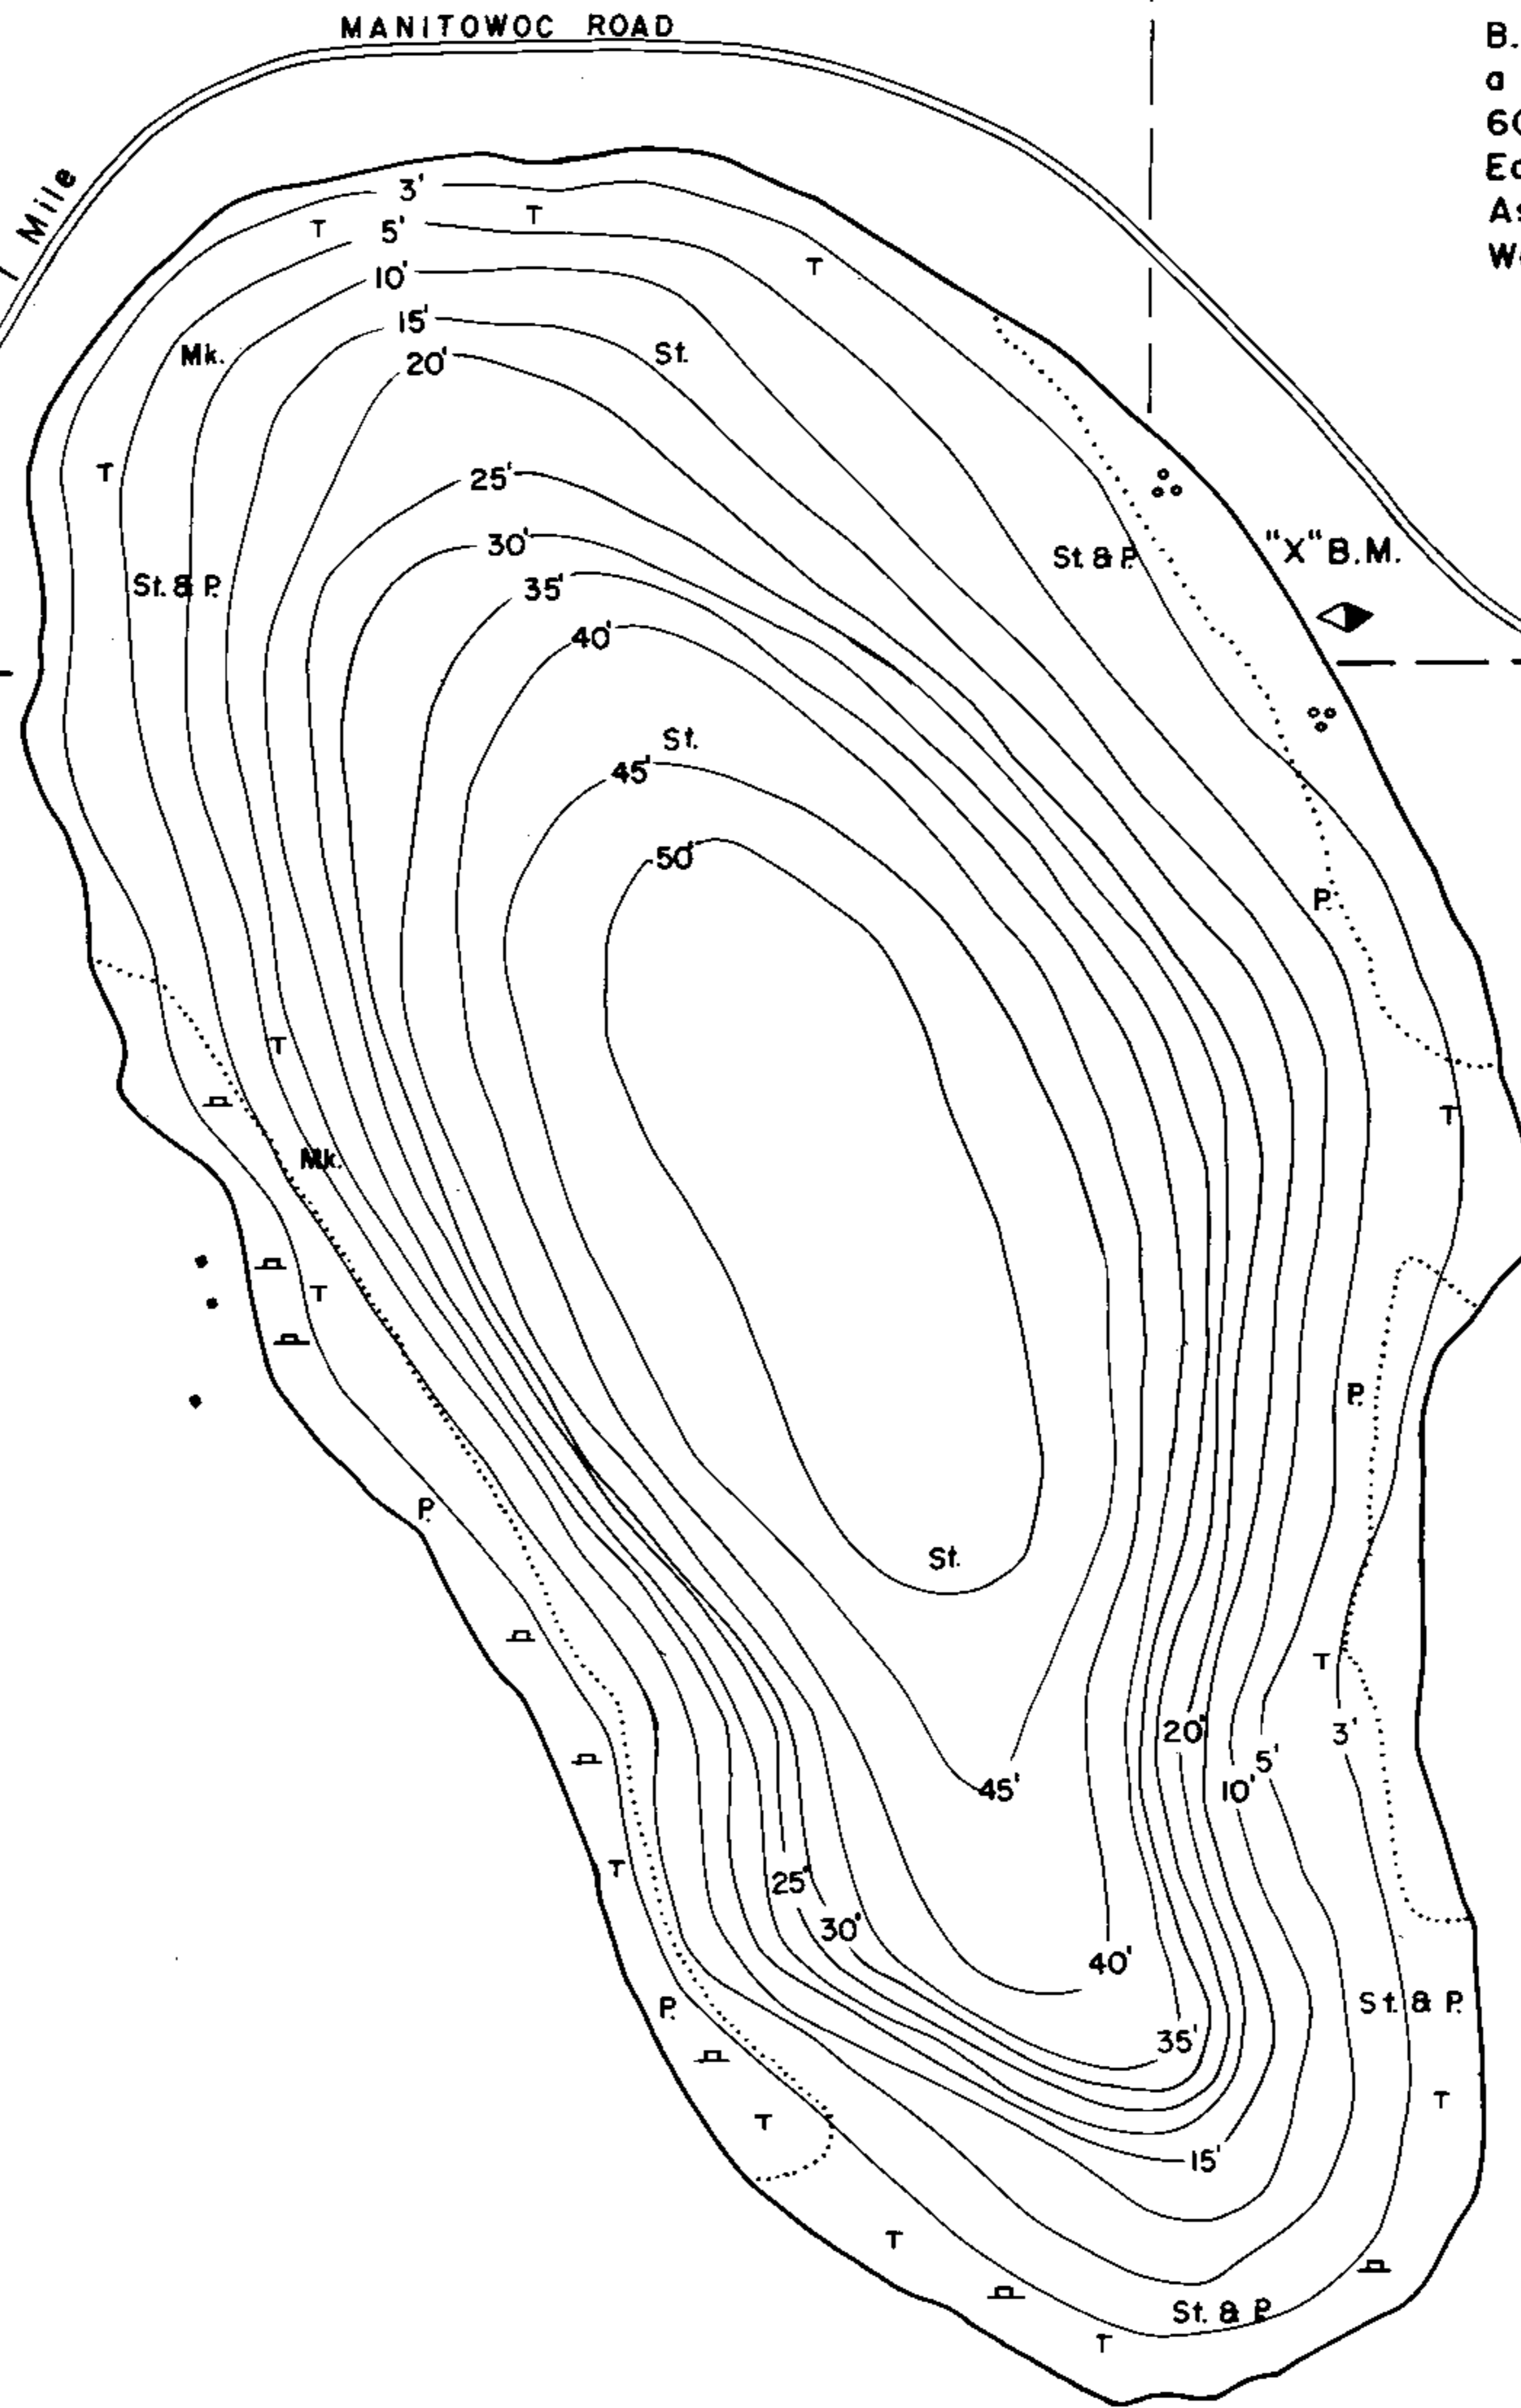 MANITOWOC ROAD
B.
a
Mile
3'
T
T
5'
T
10'
15'
Mk.
St.
20'
T
25'
30'
"X" B.M.
St. & P.
35'
St. & P.
40'
St.
45'
50'
P.
T
T
Mk.
T
P.
P.
St.
T
20'
3'
5'
45'
10'
T
25'
30'
40'
St. & P.
P.
35'
T
T
15'
T
St. & P.
T